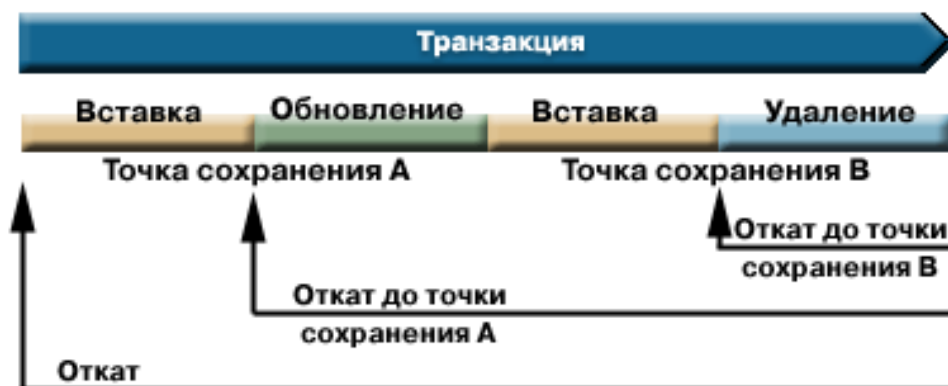 Транзакция
Вставка Обновление Вставка Удаление
Точка сохранения А Точка сохранения В
Откат до точки
сохранения В
Откат до точки
сохранения А
Откат